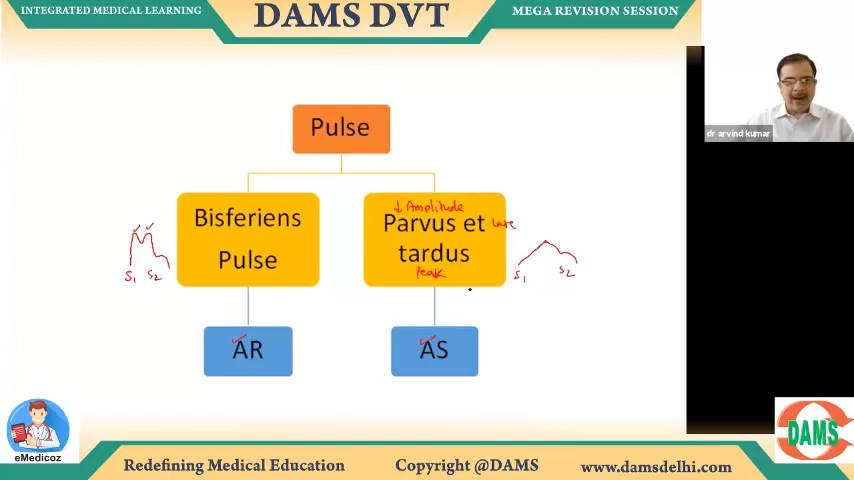 INTEGRATED MEDICAL LEARNING
DAMS DVT
MEGA REVISION SESSION
dr arvind kumar
Pulse
Bisferiens
Pulse
S1 S2
↓ Amplitude
Parvus et
tardus
Peak
S1 S2
AR
AS
eMedicoz
DAMS
Redefining Medical Education
Copyright @DAMS
www.damsdelhi.com